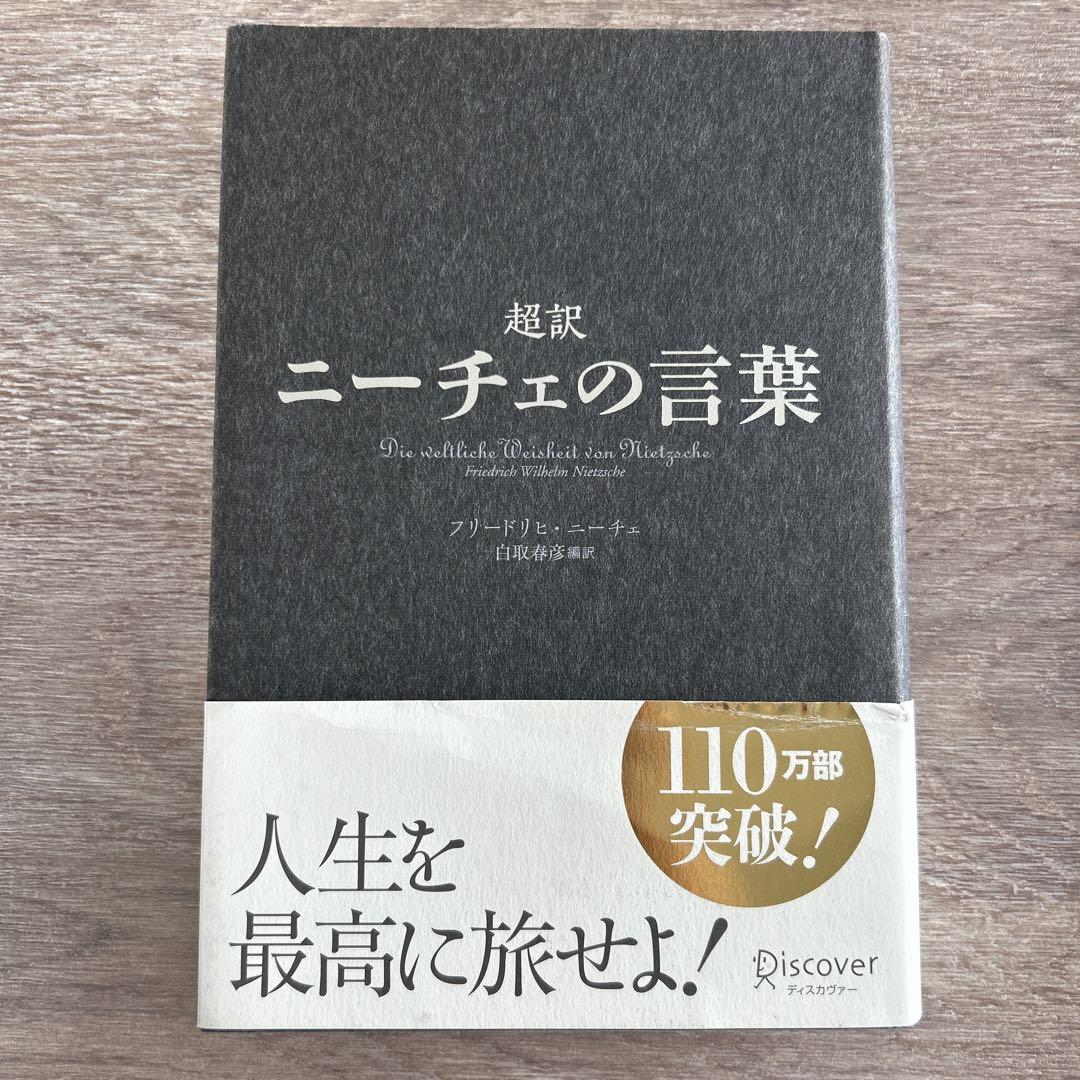 超訳
ニーチェの言葉
Die weltliche Weisheit von Nietzsche
Friedrich Wilhelm Nietzsche
フリードリヒ・ニーチェ
白取春彦編訳
110万部
突破!
人生を
最高に旅せよ!
Discover
ディスカヴァー